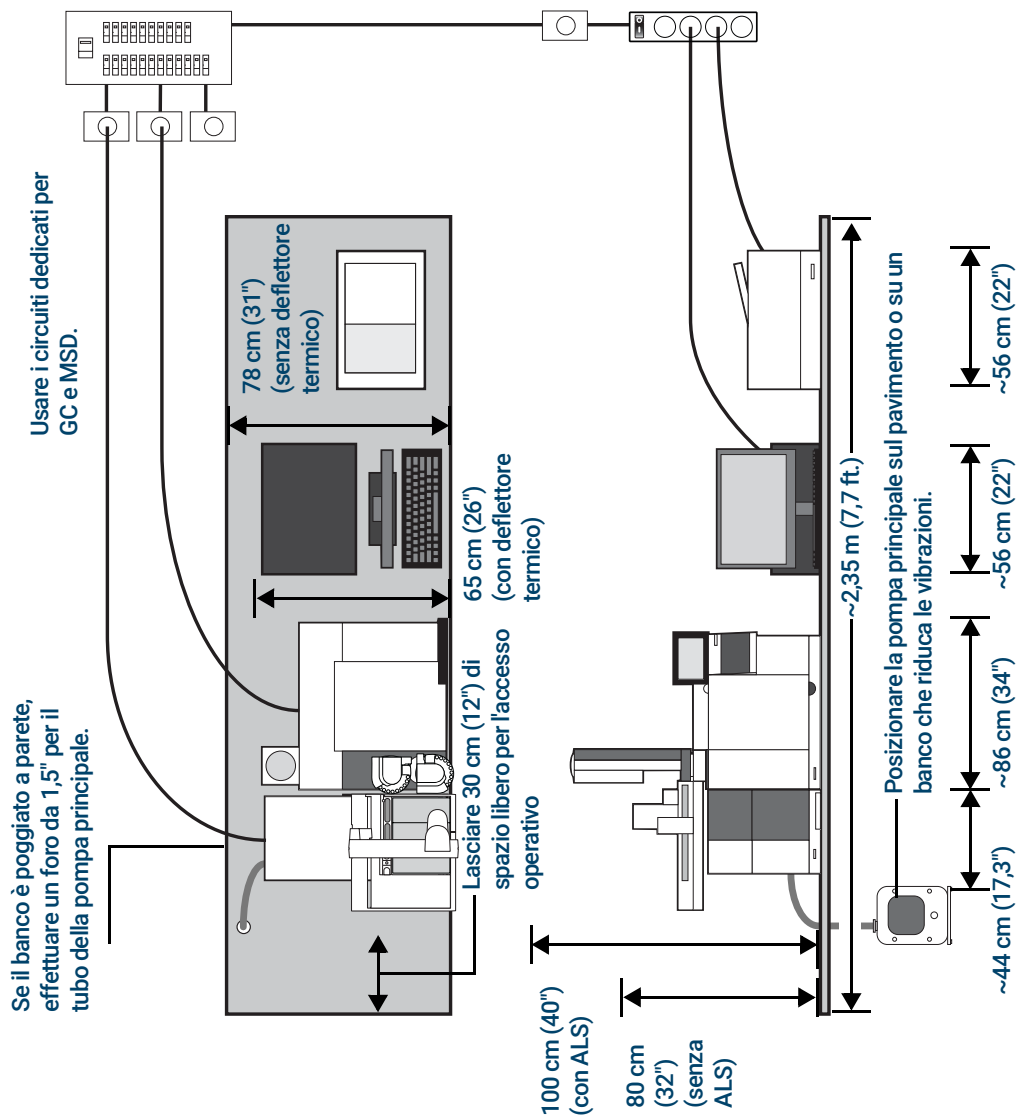 Se il banco è poggiato a parete,
effettuare un foro da 1,5" per il
tubo della pompa principale.
Usare i circuiti dedicati per
GC e MSD.
78 cm (31")
(senza deflettore
termico)
65 cm (26")
(con deflettore
termico)
Lasciare 30 cm (12") di
spazio libero per l'accesso
operativo
100 cm (40")
(con ALS)
80 cm
(32")
(senza
ALS)
~2,35 m (7,7 ft.)
Posizionare la pompa principale sul pavimento o su un
banco che riduca le vibrazioni.
~44 cm (17,3")
~86 cm (34")
~56 cm (22")
~56 cm (22")